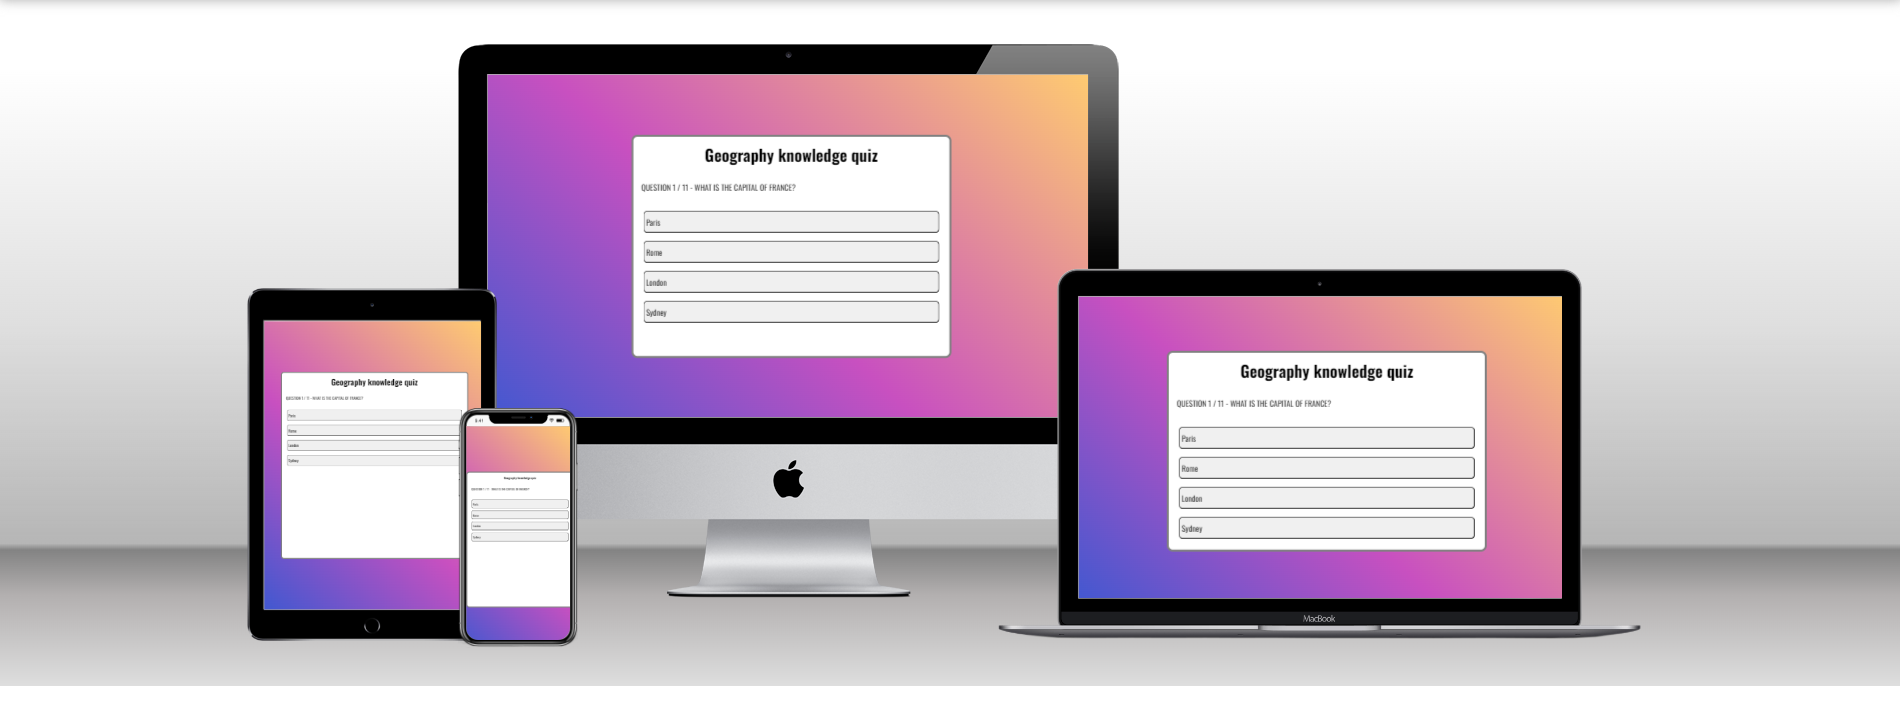 Geography knowledge quiz
QUESTION 1 / 11 - WHAT IS THE CAPITAL OF FRANCE?
Paris
Rome
London
Sydney
Geography knowledge quiz
QUESTION 1 / 11 - WHAT IS THE CAPITAL OF FRANCE?
Paris
Rome
London
Sydney
9:41
Geography knowledge quiz
QUESTION 1 / 11 - WHAT IS THE CAPITAL OF FRANCE?
Paris
Rome
London
Sydney
Geography knowledge quiz
QUESTION 1 / 11 - WHAT IS THE CAPITAL OF FRANCE?
Paris
Rome
London
Sydney
MacBook